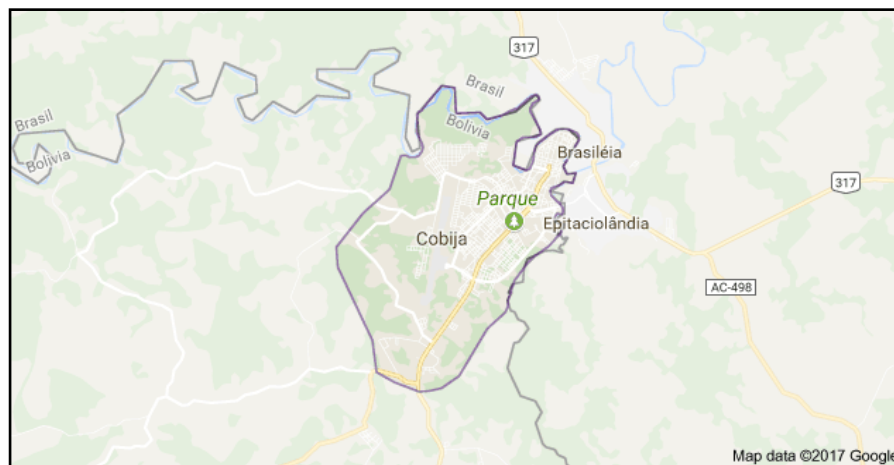 317
Brasil
Bolivia
Brasil
Bolivia
Brasiléia
317
Parque
Epitaciolândia
Cobija
AC-498
Map data ©2017 Google